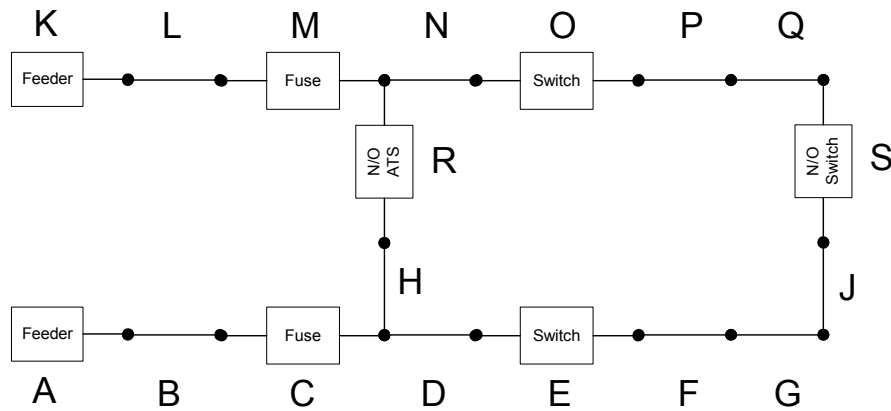 K L M N O P Q
Feeder Fuse Switch
N/O
ATS
R
N/O
Switch
S
H
J
Feeder Fuse Switch
A B C D E F G